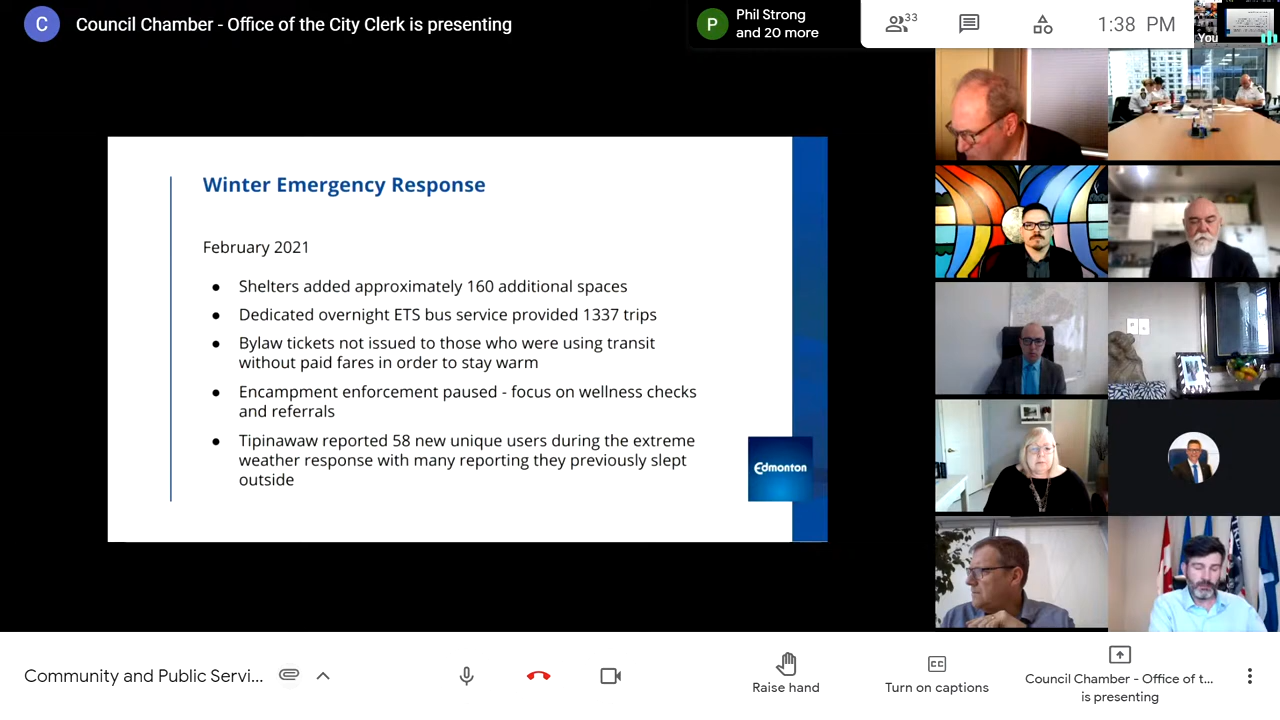 C
Council Chamber - Office of the City Clerk is presenting
P
Phil Strong
and 20 more
33
1:38 PM
You
Winter Emergency Response
February 2021
● Shelters added approximately 160 additional spaces
● Dedicated overnight ETS bus service provided 1337 trips
● Bylaw tickets not issued to those who were using transit
without paid fares in order to stay warm
● Encampment enforcement paused - focus on wellness checks
and referrals
● Tipinawaw reported 58 new unique users during the extreme
weather response with many reporting they previously slept
outside
Edmonton
Community and Public Servi...
Raise hand
Turn on captions
Council Chamber - Office of t...
is presenting